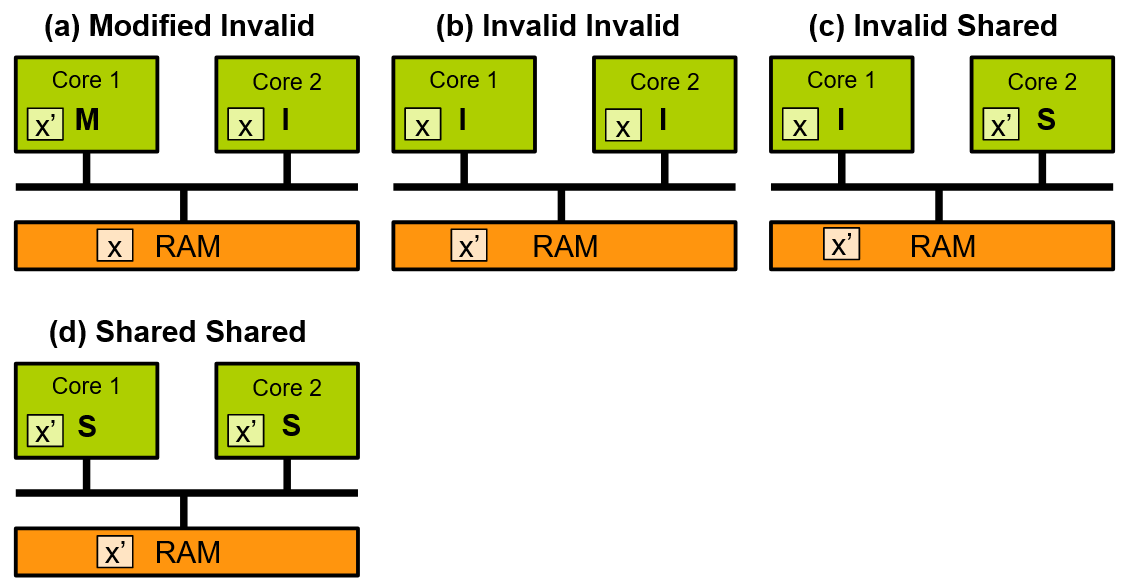 (a) Modified Invalid
(b) Invalid Invalid
(c) Invalid Shared
Core 1
x’ M
Core 2
x I
Core 1
x I
Core 2
x I
Core 1
x I
Core 2
x’ S
x RAM
x’ RAM
x’ RAM
(d) Shared Shared
Core 1
x’ S
Core 2
x’ S
x’ RAM